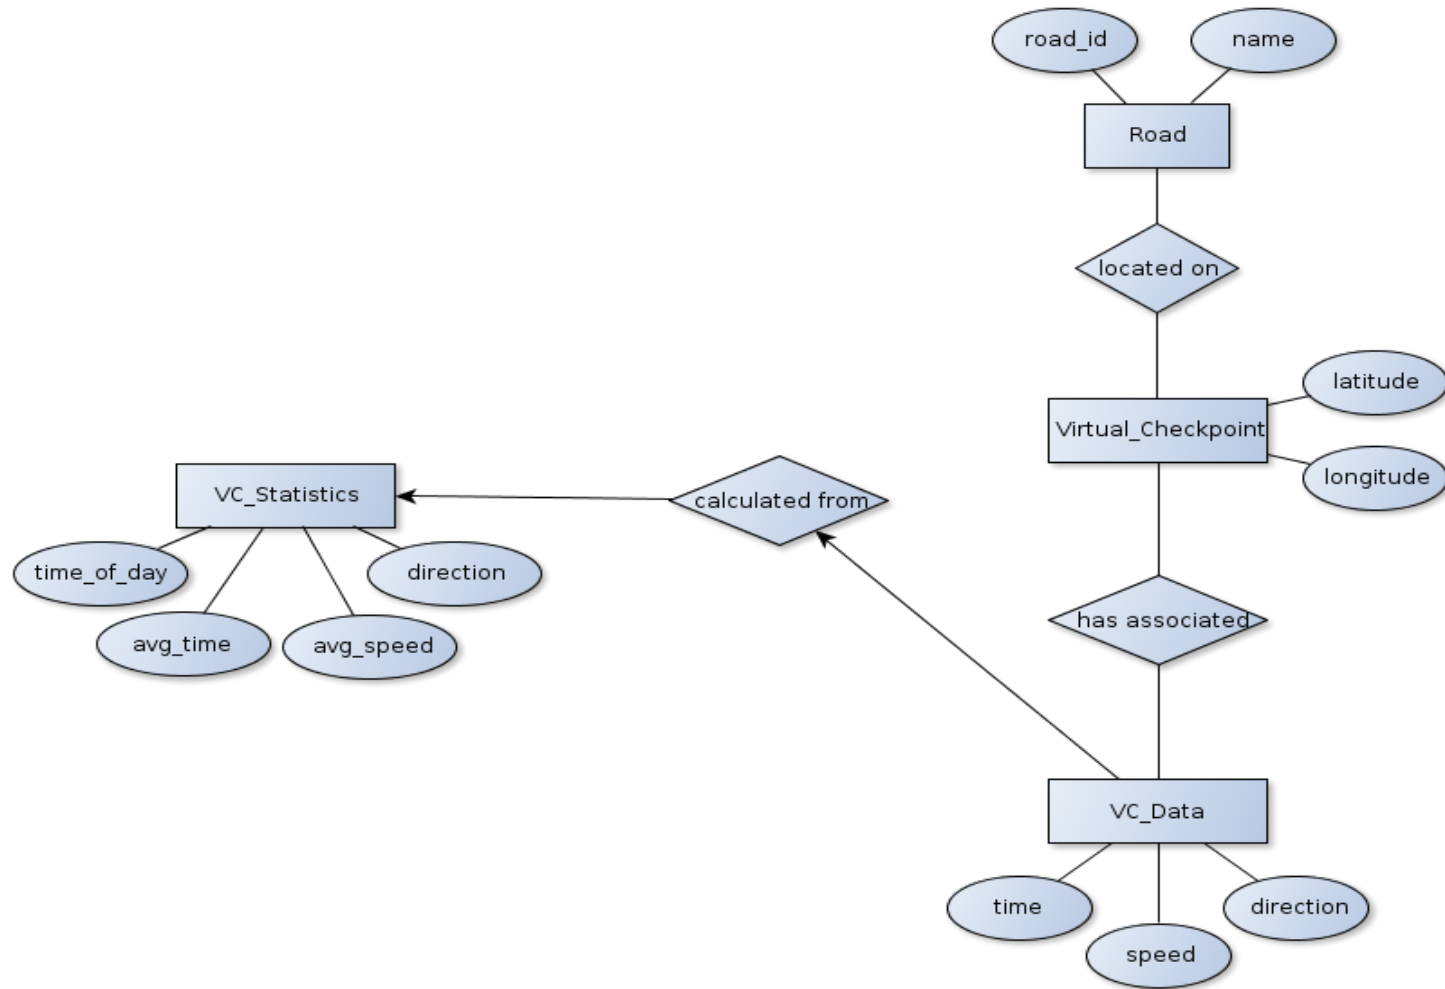 road_id
name
Road
located on
latitude
Virtual_Checkpoint
longitude
VC_Statistics
calculated from
time_of_day
direction
avg_time
avg_speed
has associated
VC_Data
time
direction
speed